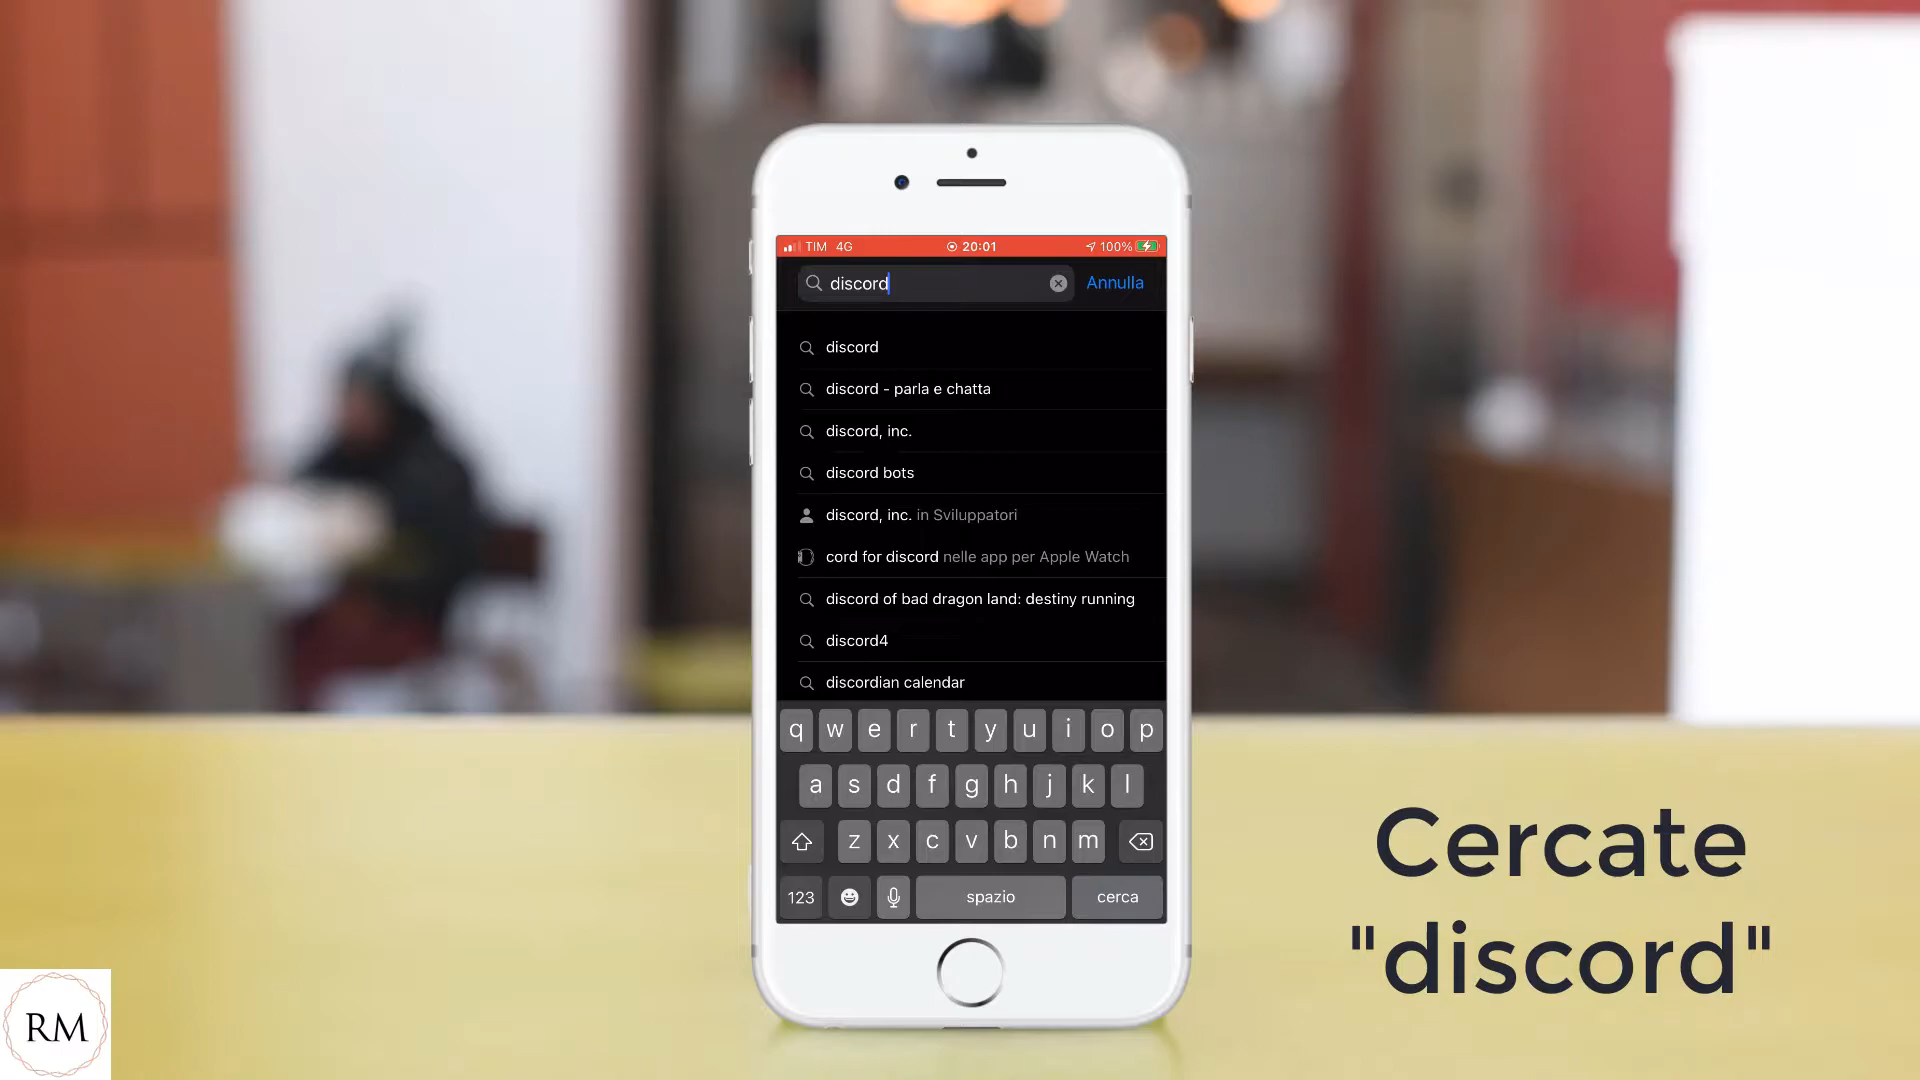 TIM 4G 20:01 100%
discord Annulla
discord
discord - parla e chatta
discord, inc.
discord bots
discord, inc. in Sviluppatori
cord for discord nelle app per Apple Watch
discord of bad dragon land: destiny running
discord4
discordian calendar
q w e r t y u i o p
a s d f g h j k l
z x c v b n m
123 spazio cerca
Cercate
"discord"
RM